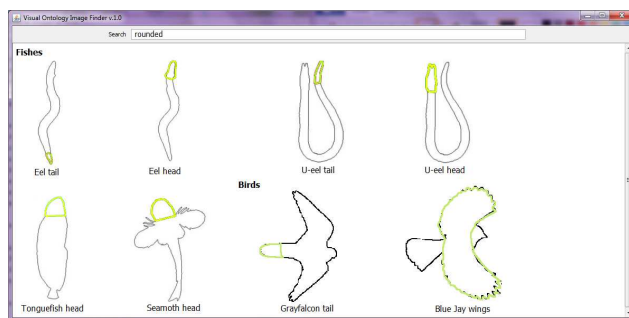 Visual Ontology Image Finder v.1.0
Search rounded
Fishes
Eel tail
Eel head
U-eel tail
U-eel head
Birds
Tonguefish head
Seamoth head
Grayfalcon tail
Blue Jay wings